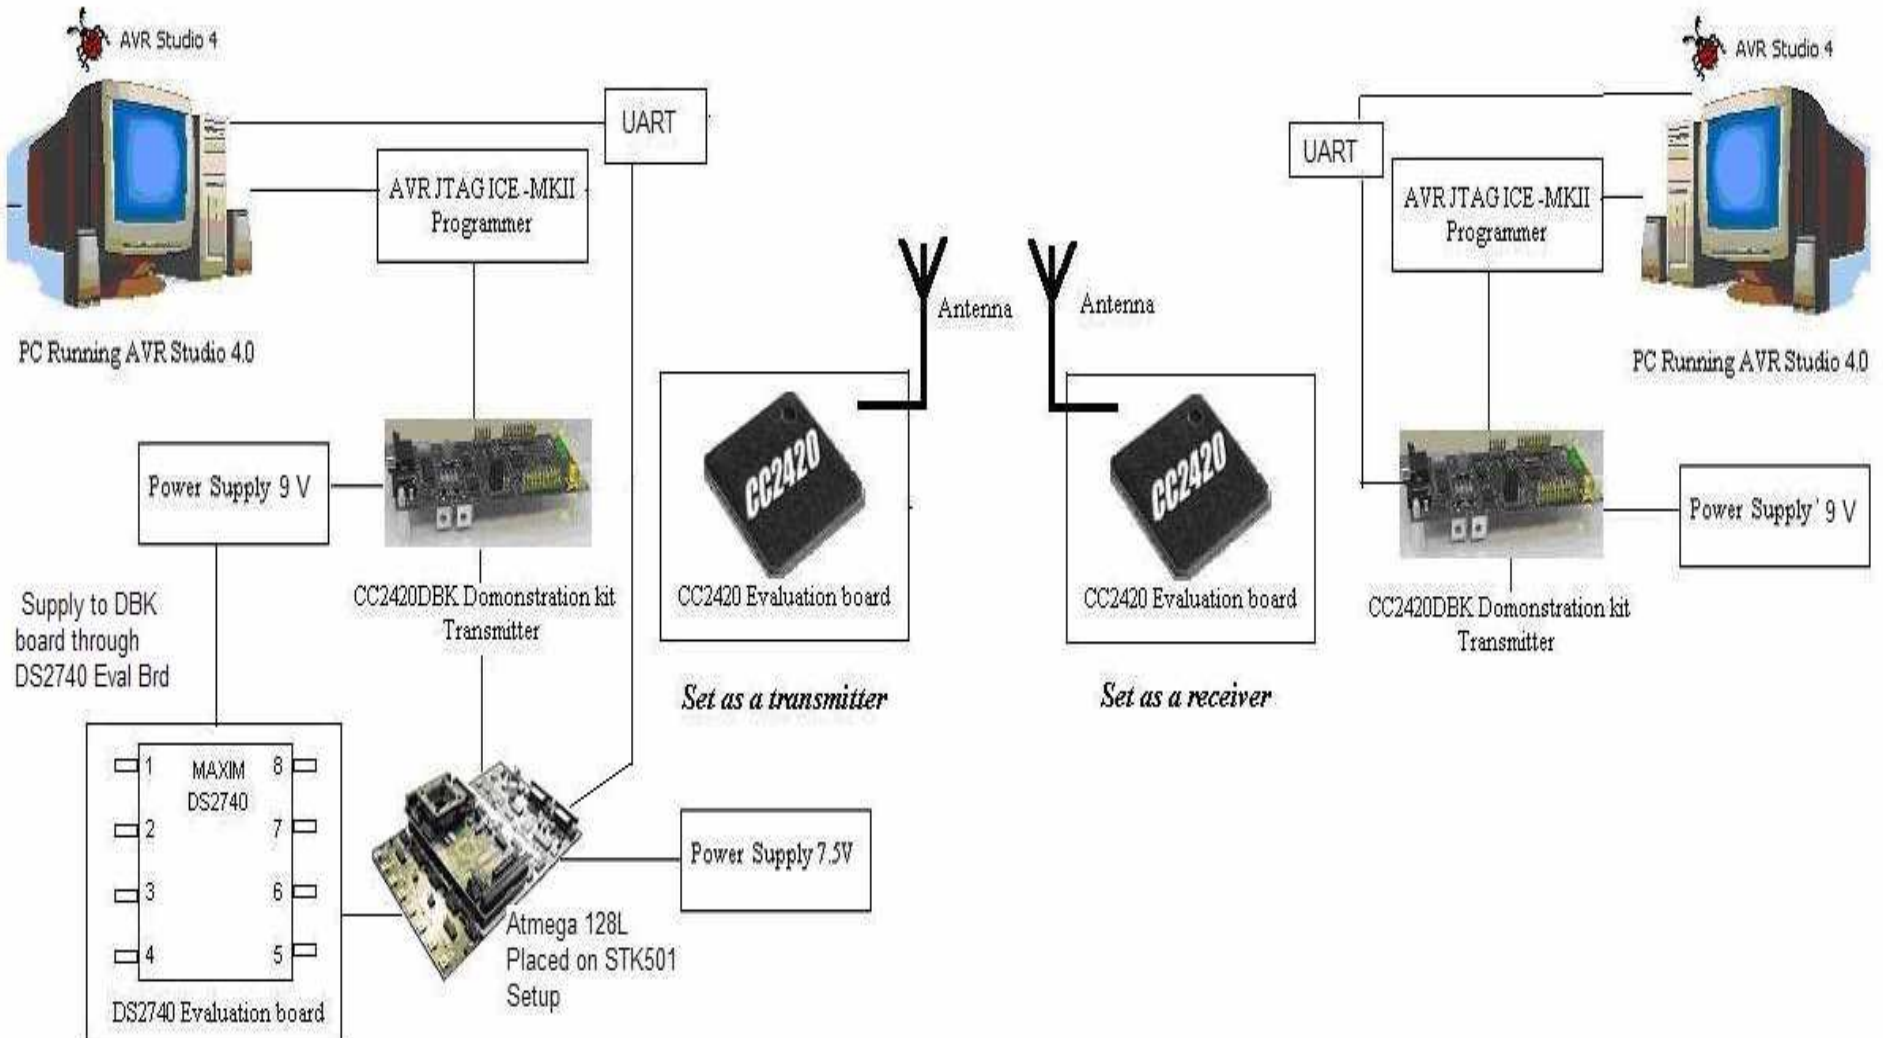 AVR Studio 4
UART
AVR JTAG ICE -MKII
Programmer
PC Running AVR Studio 4.0
Power Supply 9 V
CC2420DBK Domonstration kit
Transmitter
Supply to DBK
board through
DS2740 Eval Brd
1
2
3
4
MAXIM
DS2740
8
7
6
5
DS2740 Evaluation board
Atmega 128L
Placed on STK501
Setup
Power Supply 7.5V
Antenna
CC2420
CC2420 Evaluation board
Set as a transmitter
Antenna
CC2420
CC2420 Evaluation board
Set as a receiver
AVR Studio 4
UART
AVR JTAG ICE -MKII
Programmer
PC Running AVR Studio 4.0
Power Supply ' 9 V
CC2420DBK Domonstration kit
Transmitter